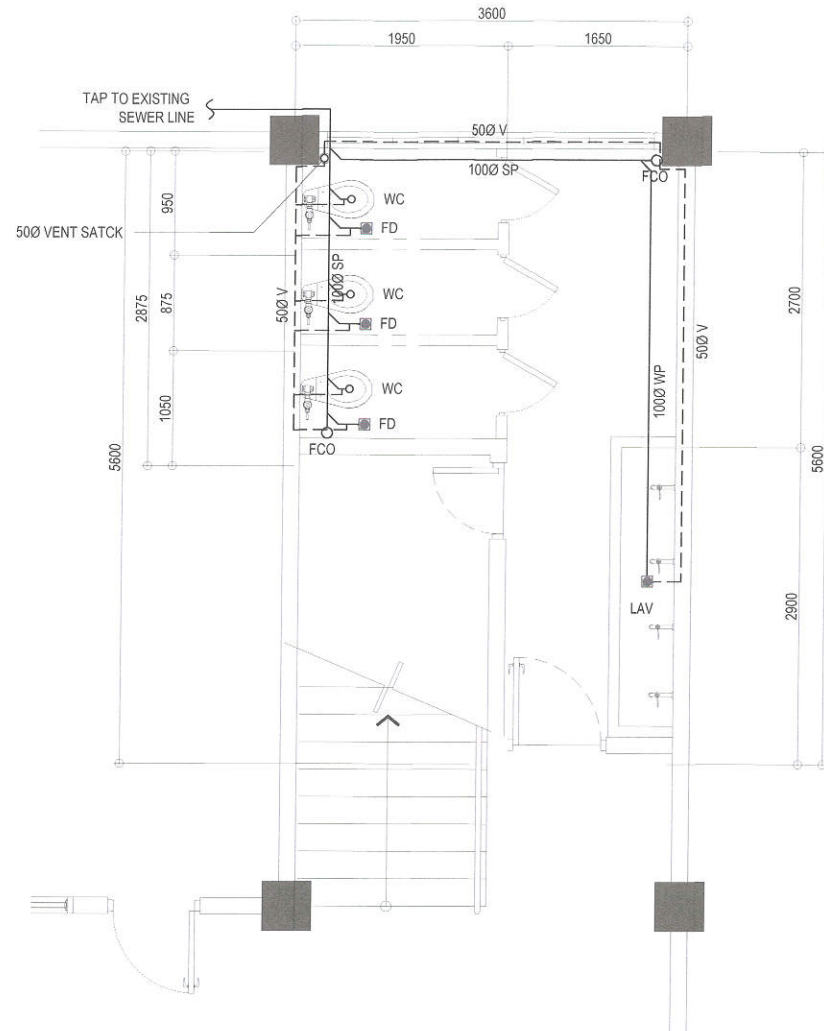 3600
1950
1650
TAP TO EXISTING
SEWER LINE
50Ø V
100Ø SP
FCO
50Ø VENT SATCK
WC
FD
WC
FD
WC
FD
FCO
100Ø SP
50Ø V
950
875
1050
2875
5600
100Ø WP
50Ø V
LAV
2700
2900
5600